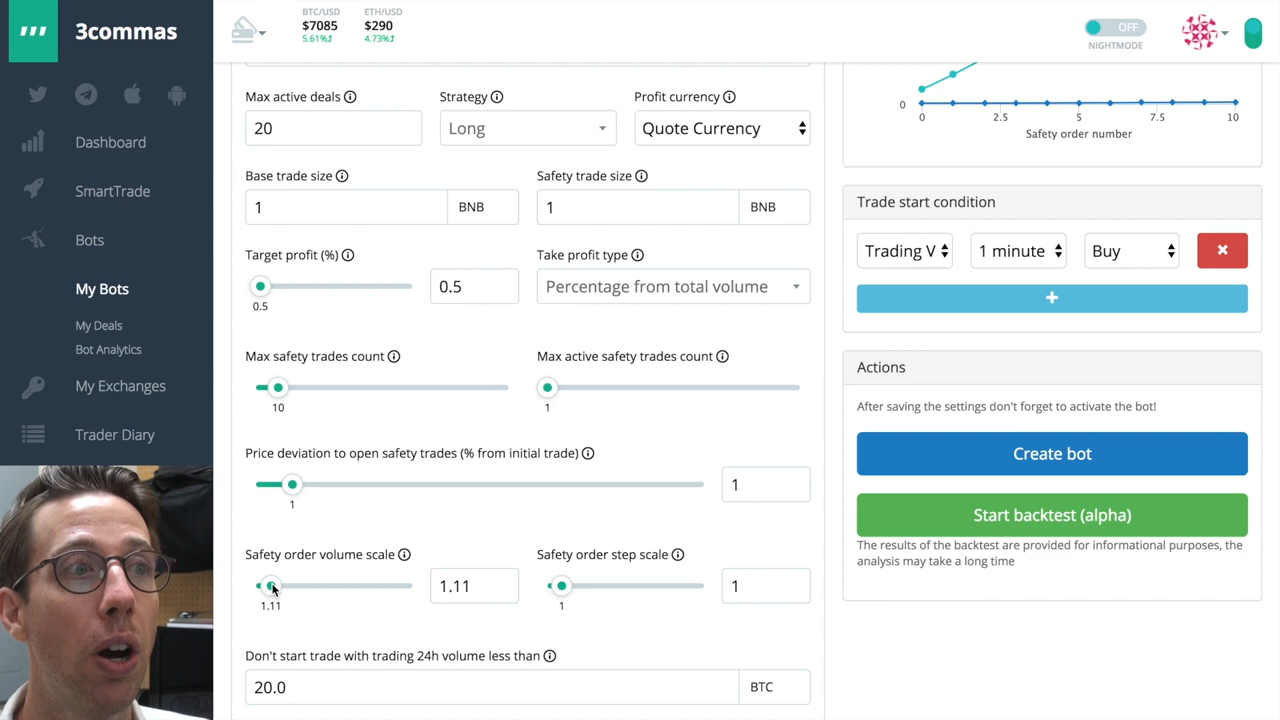 3commas
BTC/USD
$7085
5.61%
ETH/USD
$290
4.73%
OFF
NIGHTMODE
Dashboard
SmartTrade
Bots
My Bots
My Deals
Bot Analytics
My Exchanges
Trader Diary
Max active deals
Strategy
Profit currency
20
Long
Quote Currency
Base trade size
Safety trade size
1 BNB
1 BNB
Target profit (%)
Take profit type
0.5
Percentage from total volume
0.5
Max safety trades count
Max active safety trades count
10
1
Price deviation to open safety trades (% from initial trade)
1
1
Safety order volume scale
Safety order step scale
1.11
1
1.11
1
Don't start trade with trading 24h volume less than
20.0 BTC
0
0 2.5 5 7.5 10
Safety order number
Trade start condition
Trading V
1 minute
Buy
+
Actions
After saving the settings don't forget to activate the bot!
Create bot
Start backtest (alpha)
The results of the backtest are provided for informational purposes, the
analysis may take a long time